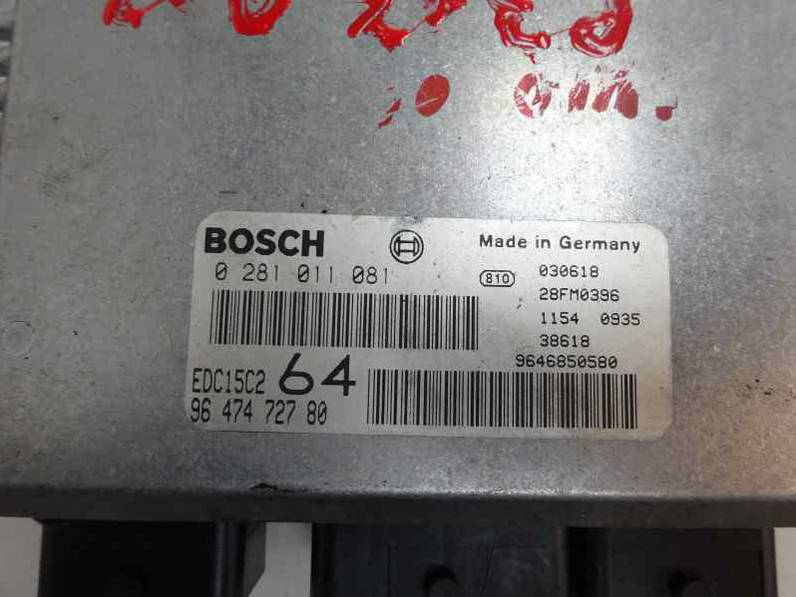 BOSCH
Made in Germany
0 281 011 081
810
030618
28FM0396
1154 0935
38618
9646850580
EDC15C2 64
96 474 727 80